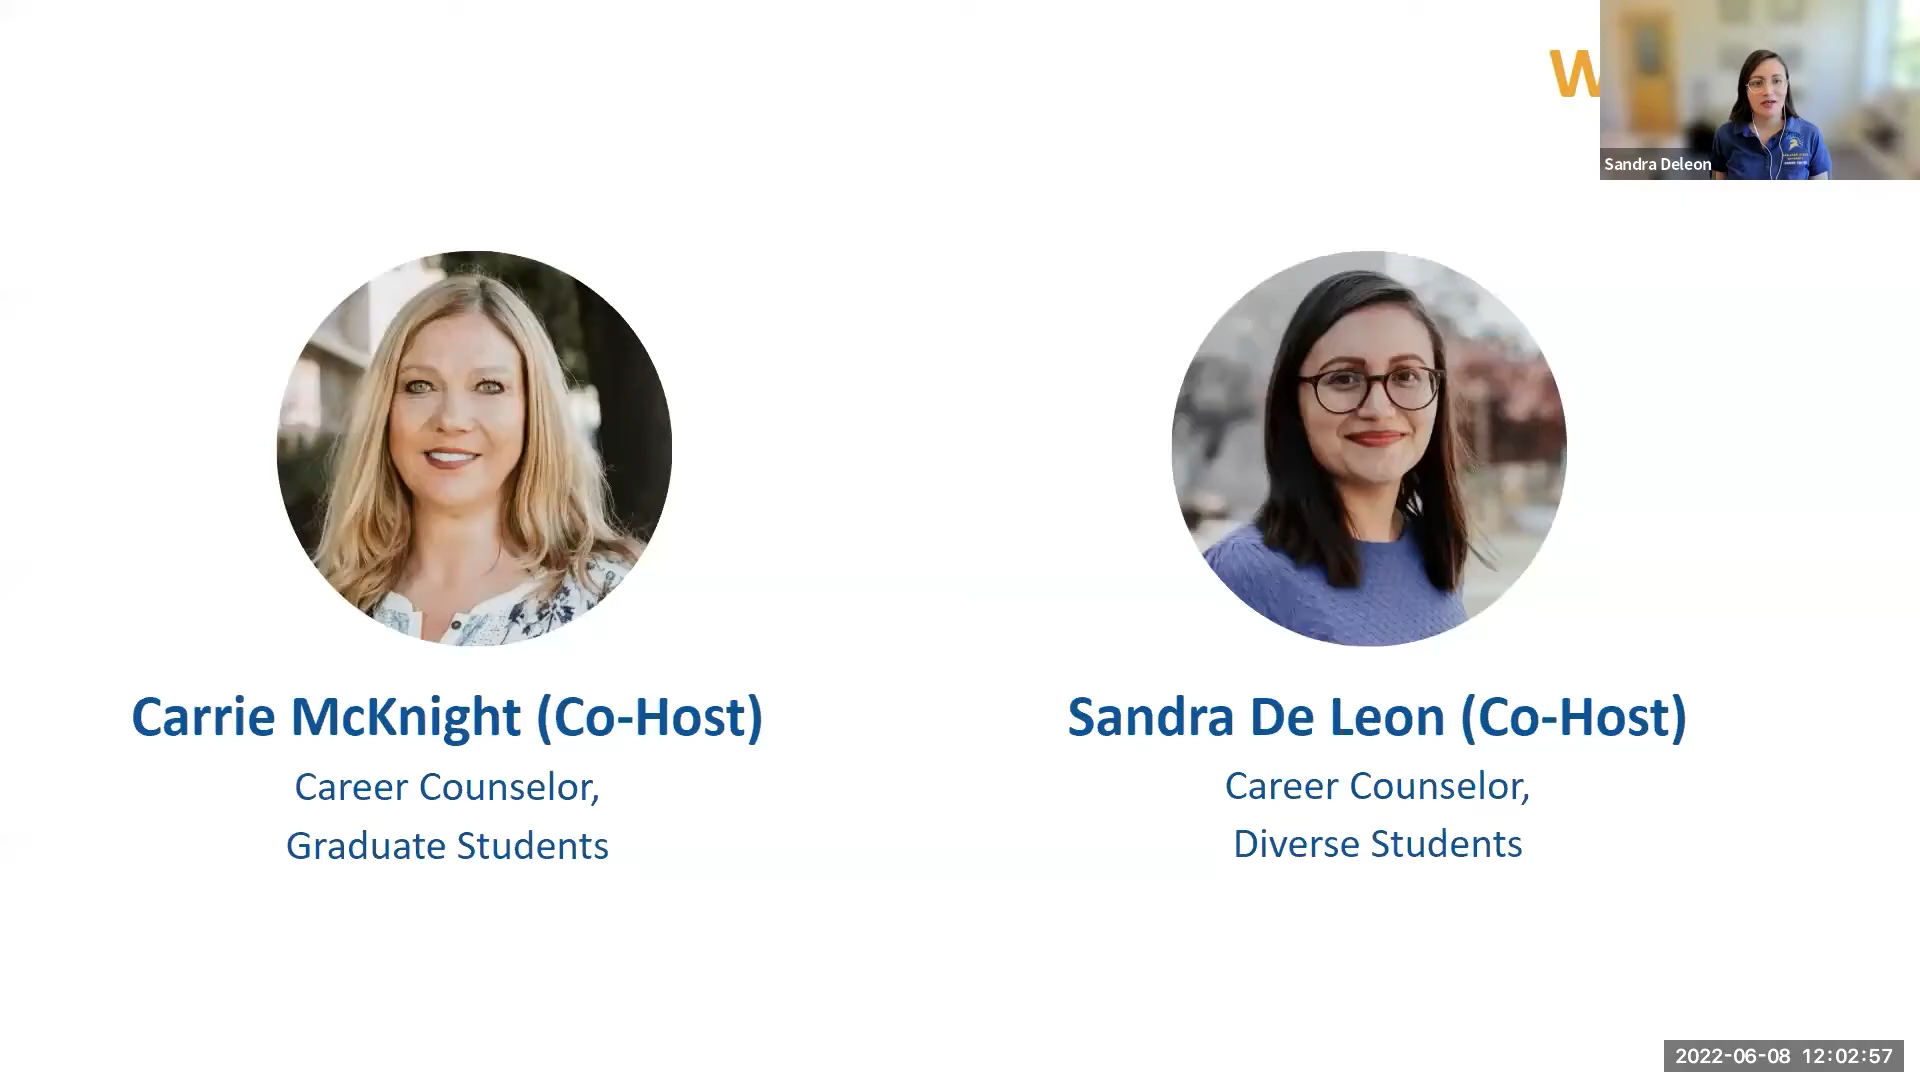 W
Sandra Deleon
Carrie McKnight (Co-Host)
Career Counselor,
Graduate Students
Sandra De Leon (Co-Host)
Career Counselor,
Diverse Students
2022-06-08 12:02:57